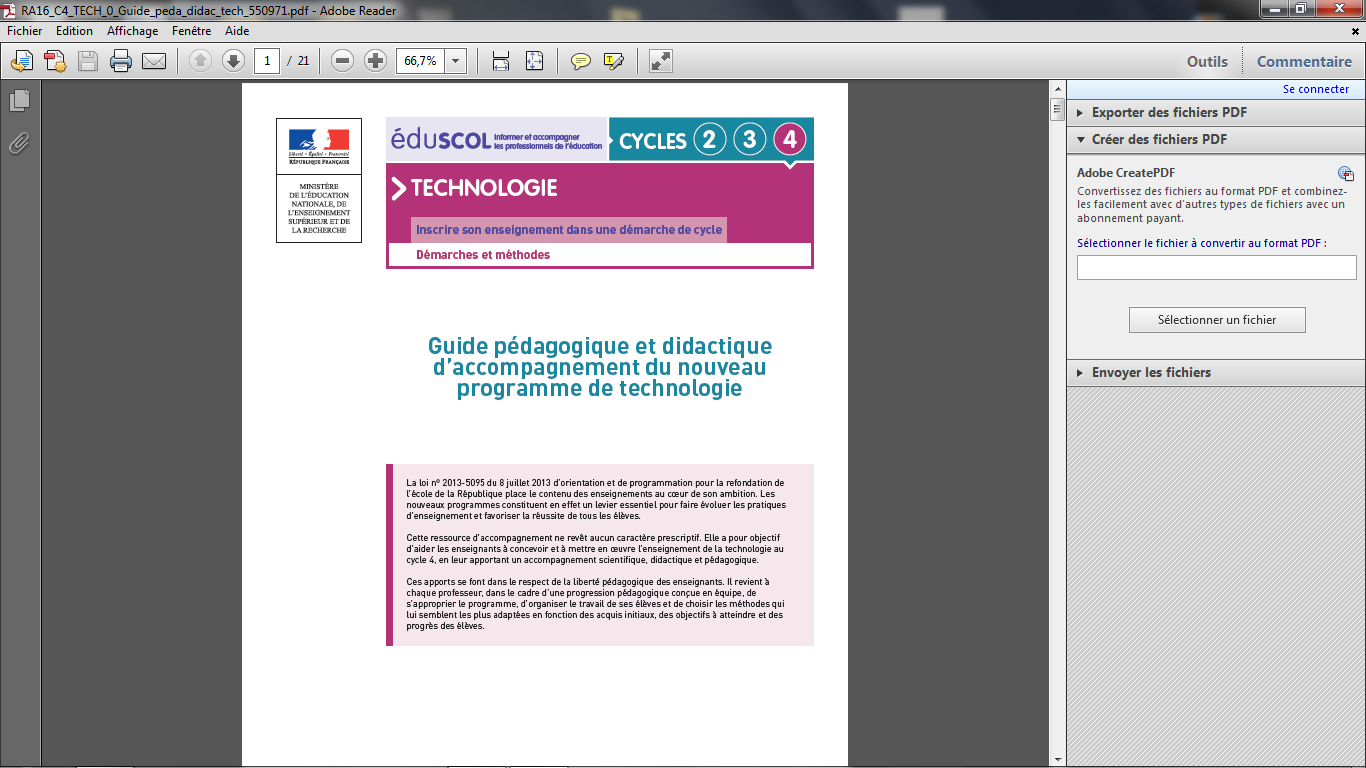 RA16_C4_TECH_0_Guide_peda_didac_tech_550971.pdf - Adobe Reader
Fichier Edition Affichage Fenêtre Aide
1 / 21 66,7% Outils Commentaire
Se connecter
Exporter des fichiers PDF
Créer des fichiers PDF
Adobe CreatePDF
Convertissez des fichiers au format PDF et combinez-
les facilement avec d'autres types de fichiers avec un
abonnement payant.
Sélectionner le fichier à convertir au format PDF :
Sélectionner un fichier
Envoyer les fichiers
Liberté • Égalité • Fraternité
RÉPUBLIQUE FRANÇAISE
MINISTÈRE
DE L'ÉDUCATION
NATIONALE, DE
L'ENSEIGNEMENT
SUPÉRIEUR ET DE
LA RECHERCHE
éduSCOL Informer et accompagner
les professionnels de l'éducation
CYCLES 2 3 4
TECHNOLOGIE
Inscrire son enseignement dans une démarche de cycle
Démarches et méthodes
Guide pédagogique et didactique
d'accompagnement du nouveau
programme de technologie
La loi n° 2013-5095 du 8 juillet 2013 d'orientation et de programmation pour la refondation de
l'école de la République place le contenu des enseignements au cœur de son ambition. Les
nouveaux programmes constituent en effet un levier essentiel pour faire évoluer les pratiques
d'enseignement et favoriser la réussite de tous les élèves.
Cette ressource d'accompagnement ne revêt aucun caractère prescriptif. Elle a pour objectif
d'aider les enseignants à concevoir et à mettre en œuvre l'enseignement de la technologie au
cycle 4, en leur apportant un accompagnement scientifique, didactique et pédagogique.
Ces apports se font dans le respect de la liberté pédagogique des enseignants. Il revient à
chaque professeur, dans le cadre d'une progression pédagogique conçue en équipe, de
s'approprier le programme, d'organiser le travail de ses élèves et de choisir les méthodes qui
lui semblent les plus adaptées en fonction des acquis initiaux, des objectifs à atteindre et des
progrès des élèves.